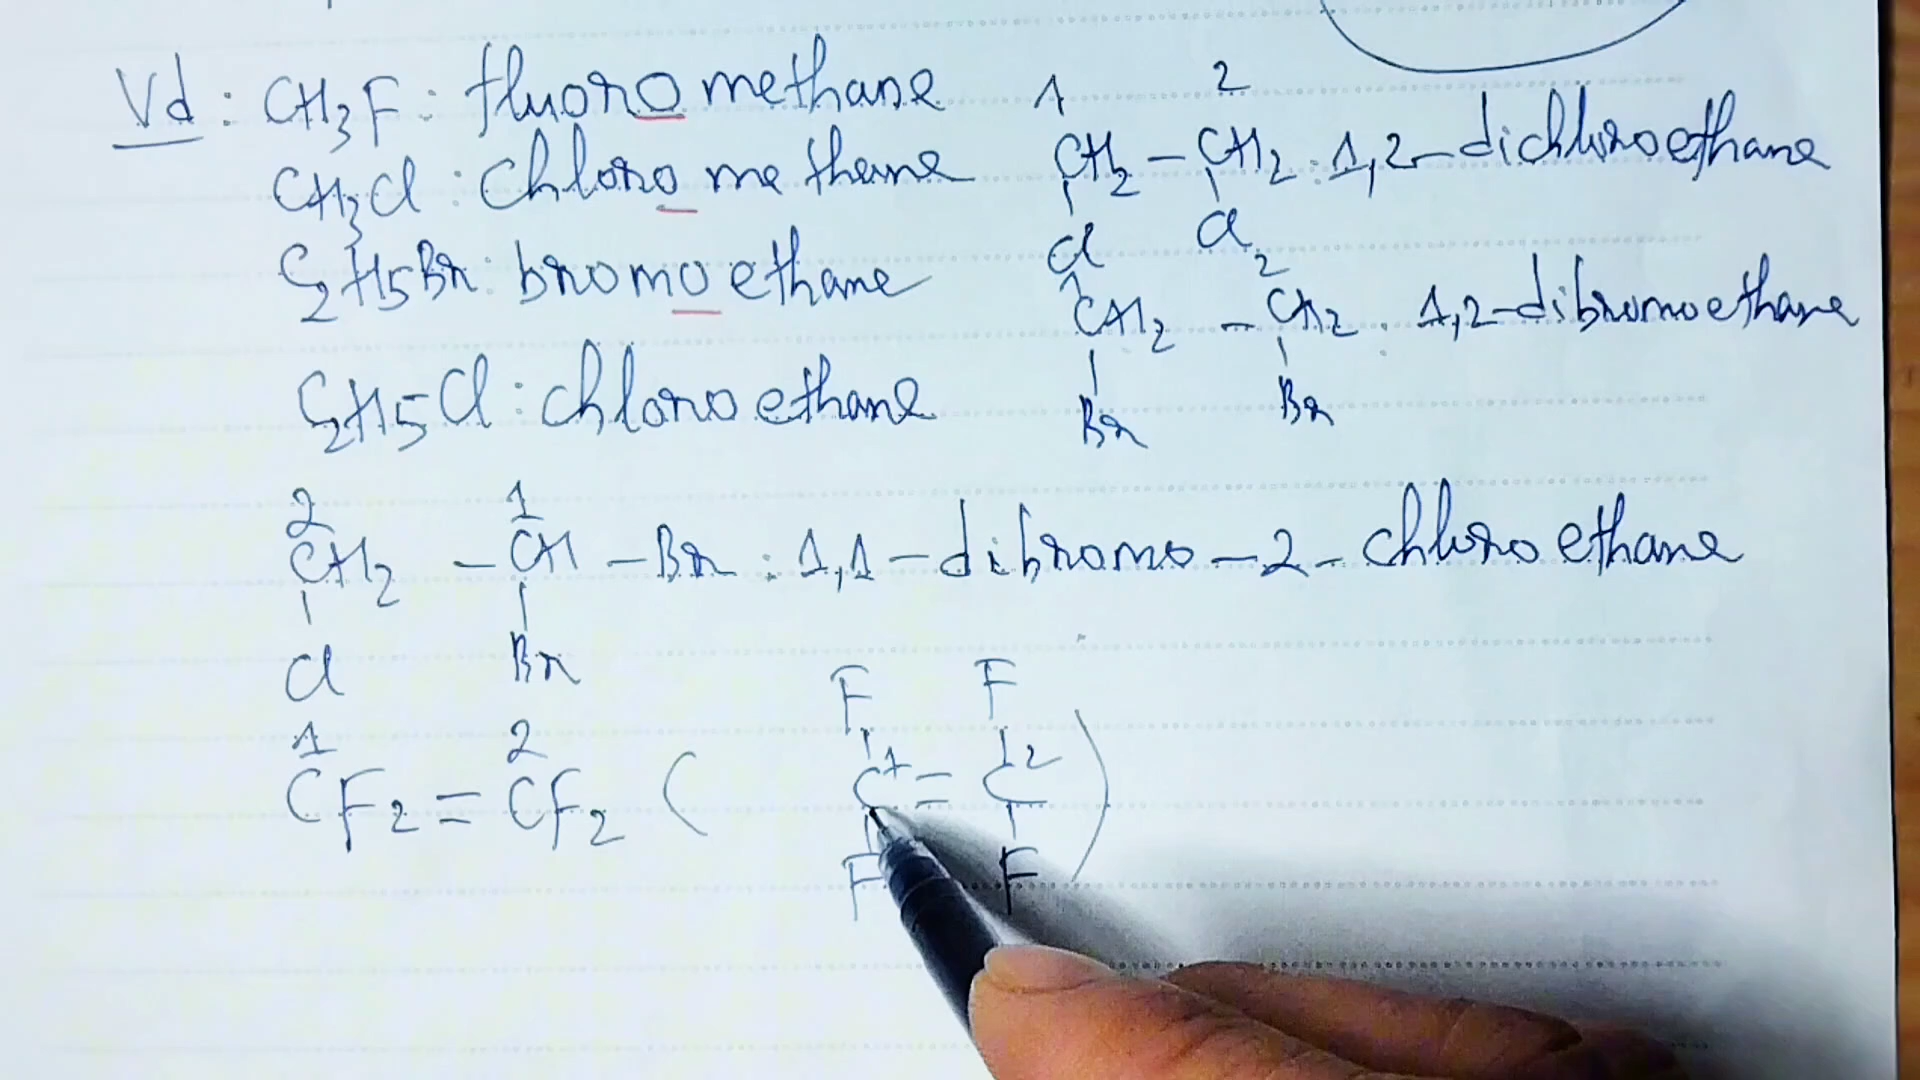 Vd : CH3F : fluoromethane
CH3Cl : chloromethane
C2H5Br : bromoethane
C2H5Cl : chloroethane
1 2
CH2 – CH2 : 1,2-dichloroethane
Cl Cl
1 2
CH2 – CH2 : 1,2-dibromoethane
Br Br
2 1
CH2 – CH – Br : 1,1-dibromo-2-chloroethane
Cl Br
1 2
CF2 = CF2 (
F F
C1 = C2 )
F F